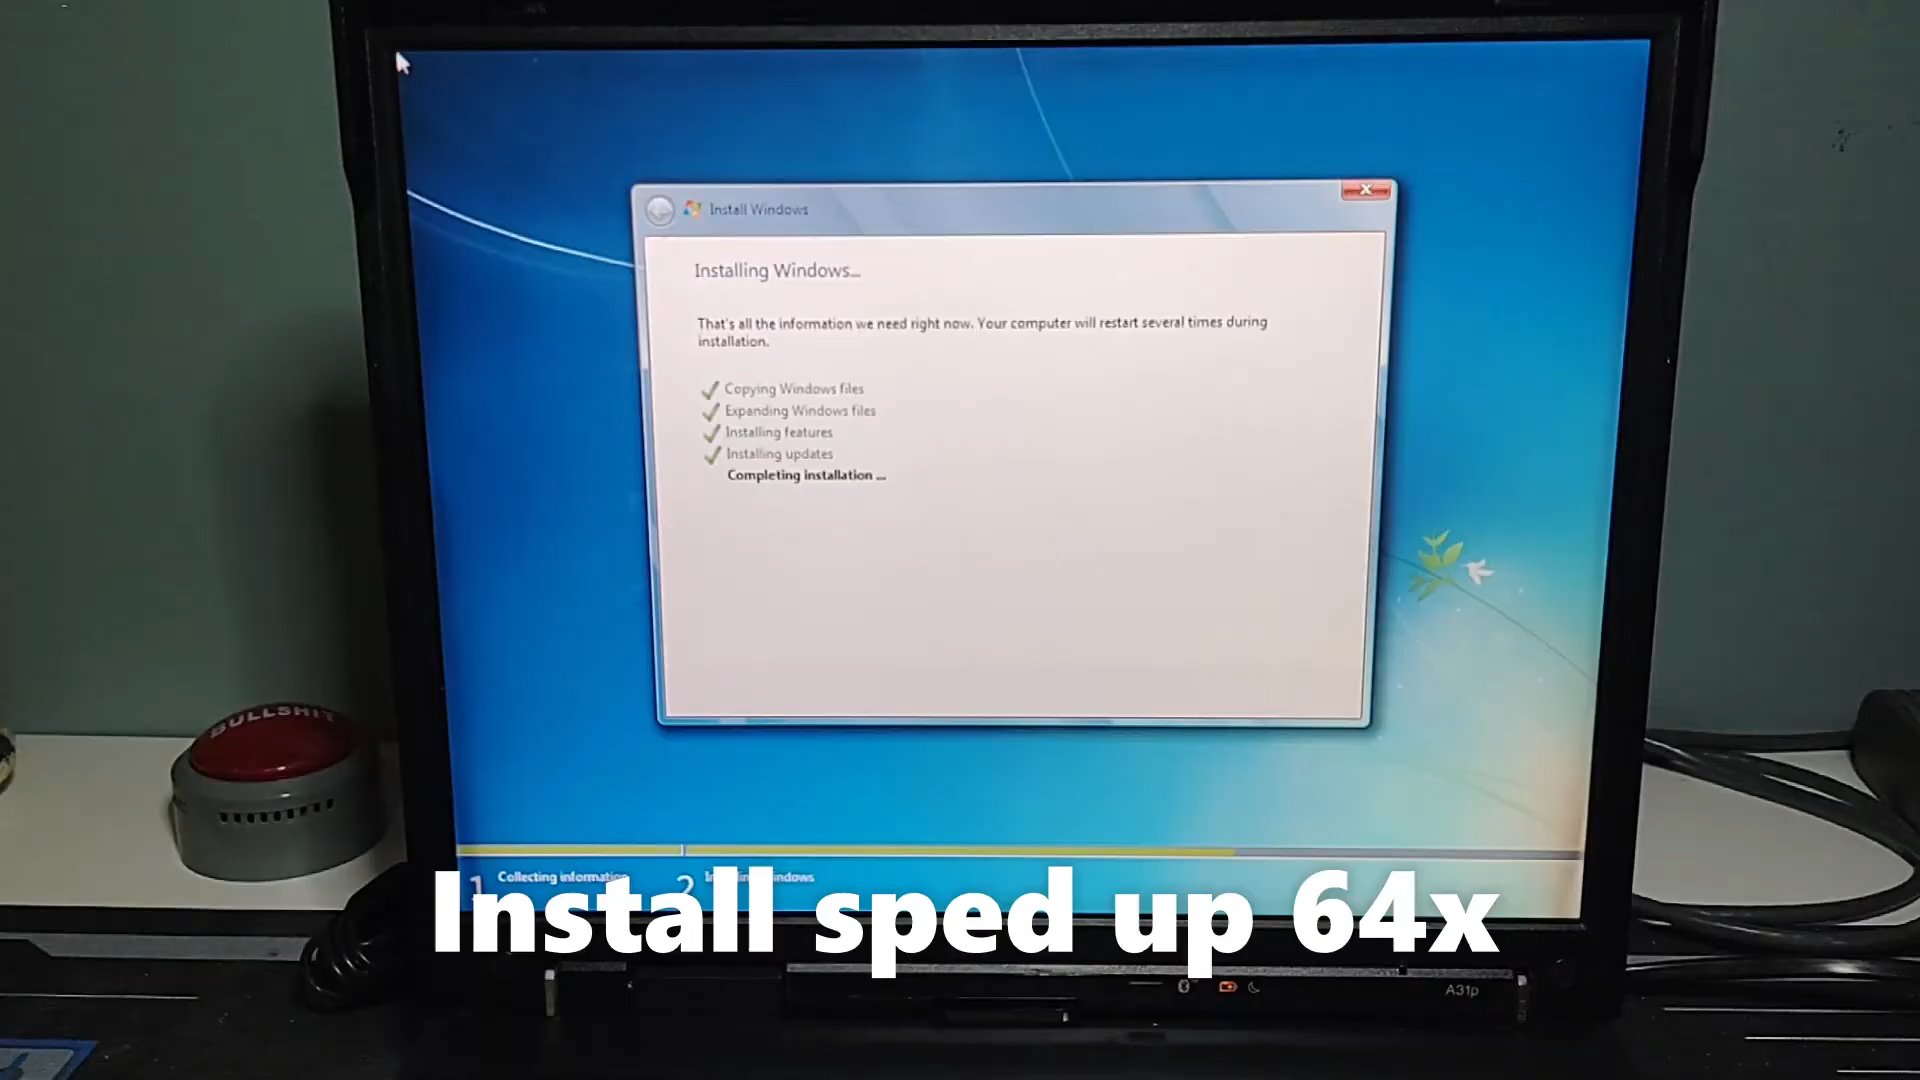 Install Windows
Installing Windows...
That's all the information we need right now. Your computer will restart several times during
installation.
Copying Windows files
Expanding Windows files
Installing features
Installing updates
Completing installation ...
BULLSHIT
1 Collecting information
2 Installing Windows
Install sped up 64x
A31p